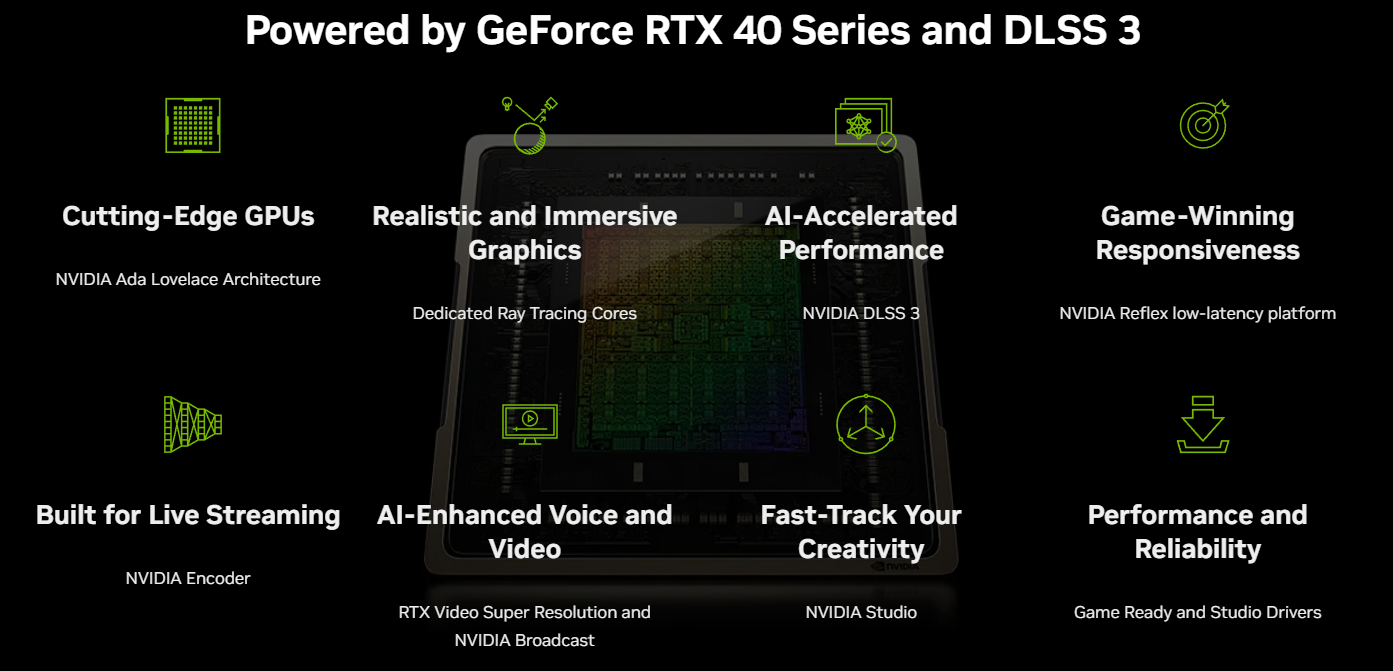 Powered by GeForce RTX 40 Series and DLSS 3
Cutting-Edge GPUs
NVIDIA Ada Lovelace Architecture
Realistic and Immersive
Graphics
Dedicated Ray Tracing Cores
AI-Accelerated
Performance
NVIDIA DLSS 3
Game-Winning
Responsiveness
NVIDIA Reflex low-latency platform
Built for Live Streaming
NVIDIA Encoder
AI-Enhanced Voice and
Video
RTX Video Super Resolution and
NVIDIA Broadcast
Fast-Track Your
Creativity
NVIDIA Studio
Performance and
Reliability
Game Ready and Studio Drivers
NVIDIA